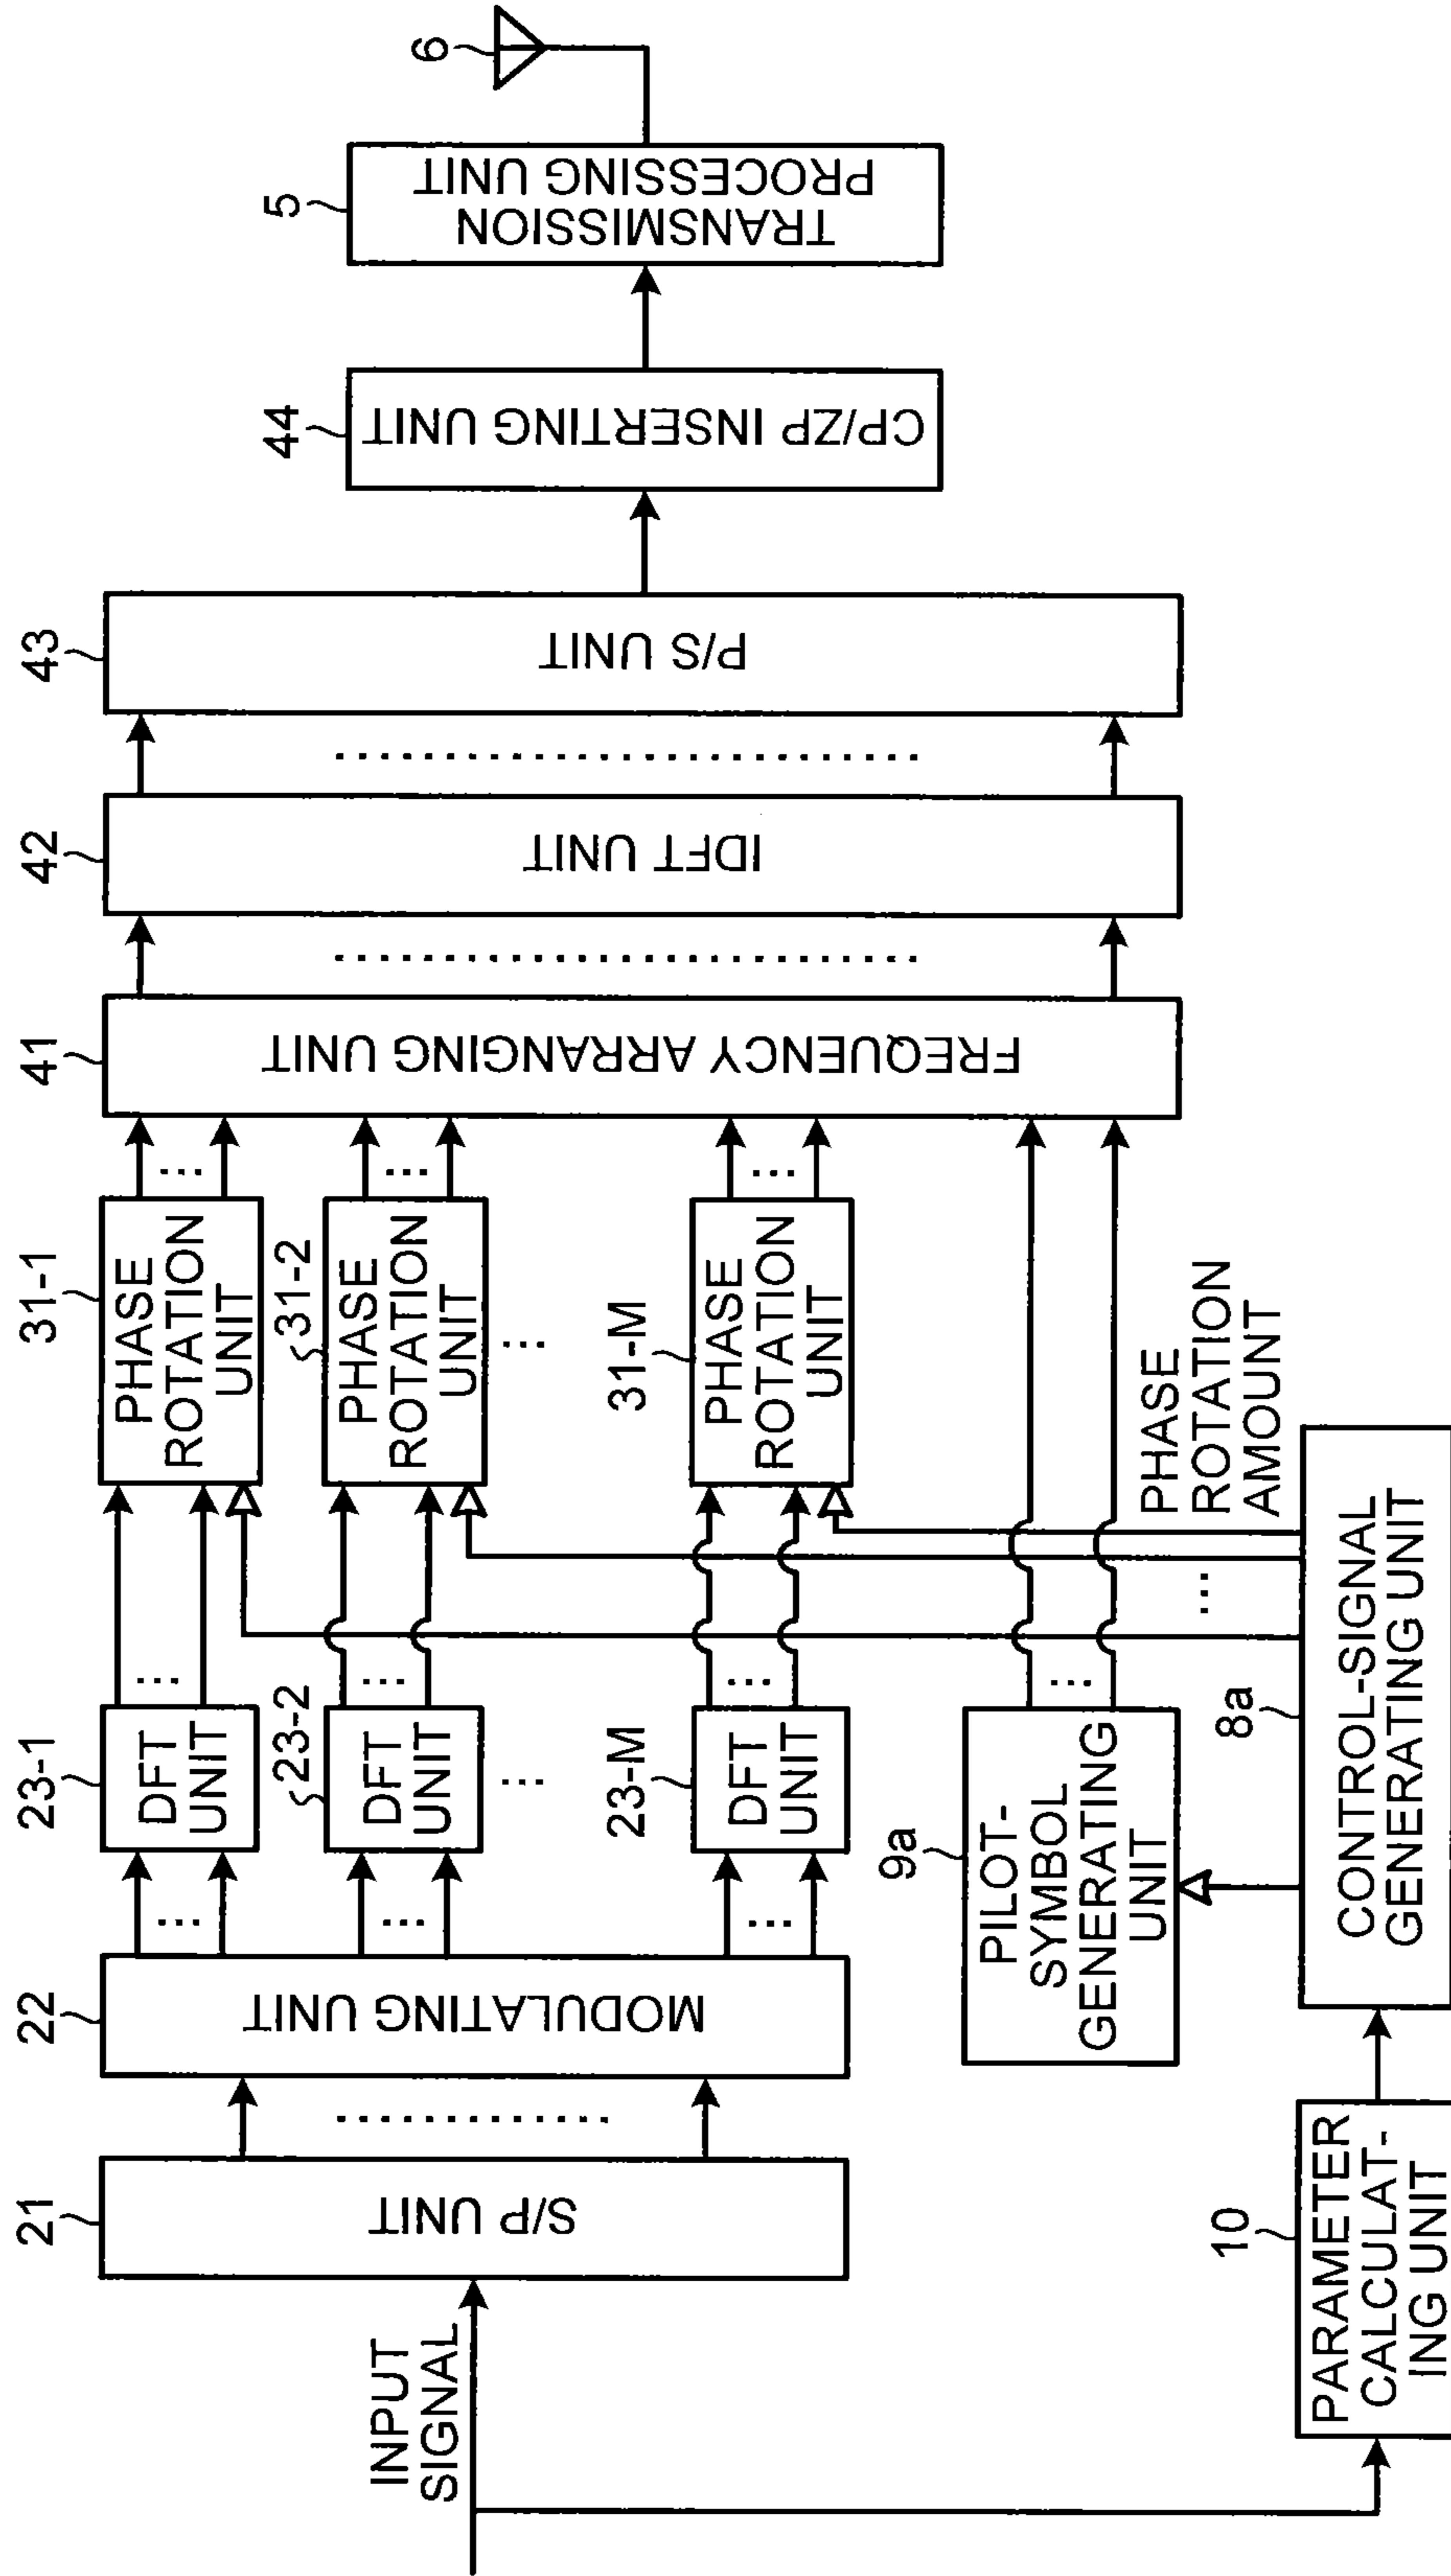 INPUT
SIGNAL
21
S/P UNIT
22
MODULATING UNIT
23-1
DFT
UNIT
23-2
DFT
UNIT
23-M
DFT
UNIT
31-1
PHASE
ROTATION
UNIT
31-2
PHASE
ROTATION
UNIT
31-M
PHASE
ROTATION
UNIT
41
FREQUENCY ARRANGING UNIT
42
IDFT UNIT
43
P/S UNIT
44
CP/ZP INSERTING UNIT
5
TRANSMISSION
PROCESSING UNIT
6
9a
PILOT-
SYMBOL
GENERATING
UNIT
PHASE
ROTATION
AMOUNT
10
PARAMETER
CALCULAT-
ING UNIT
8a
CONTROL-SIGNAL
GENERATING UNIT